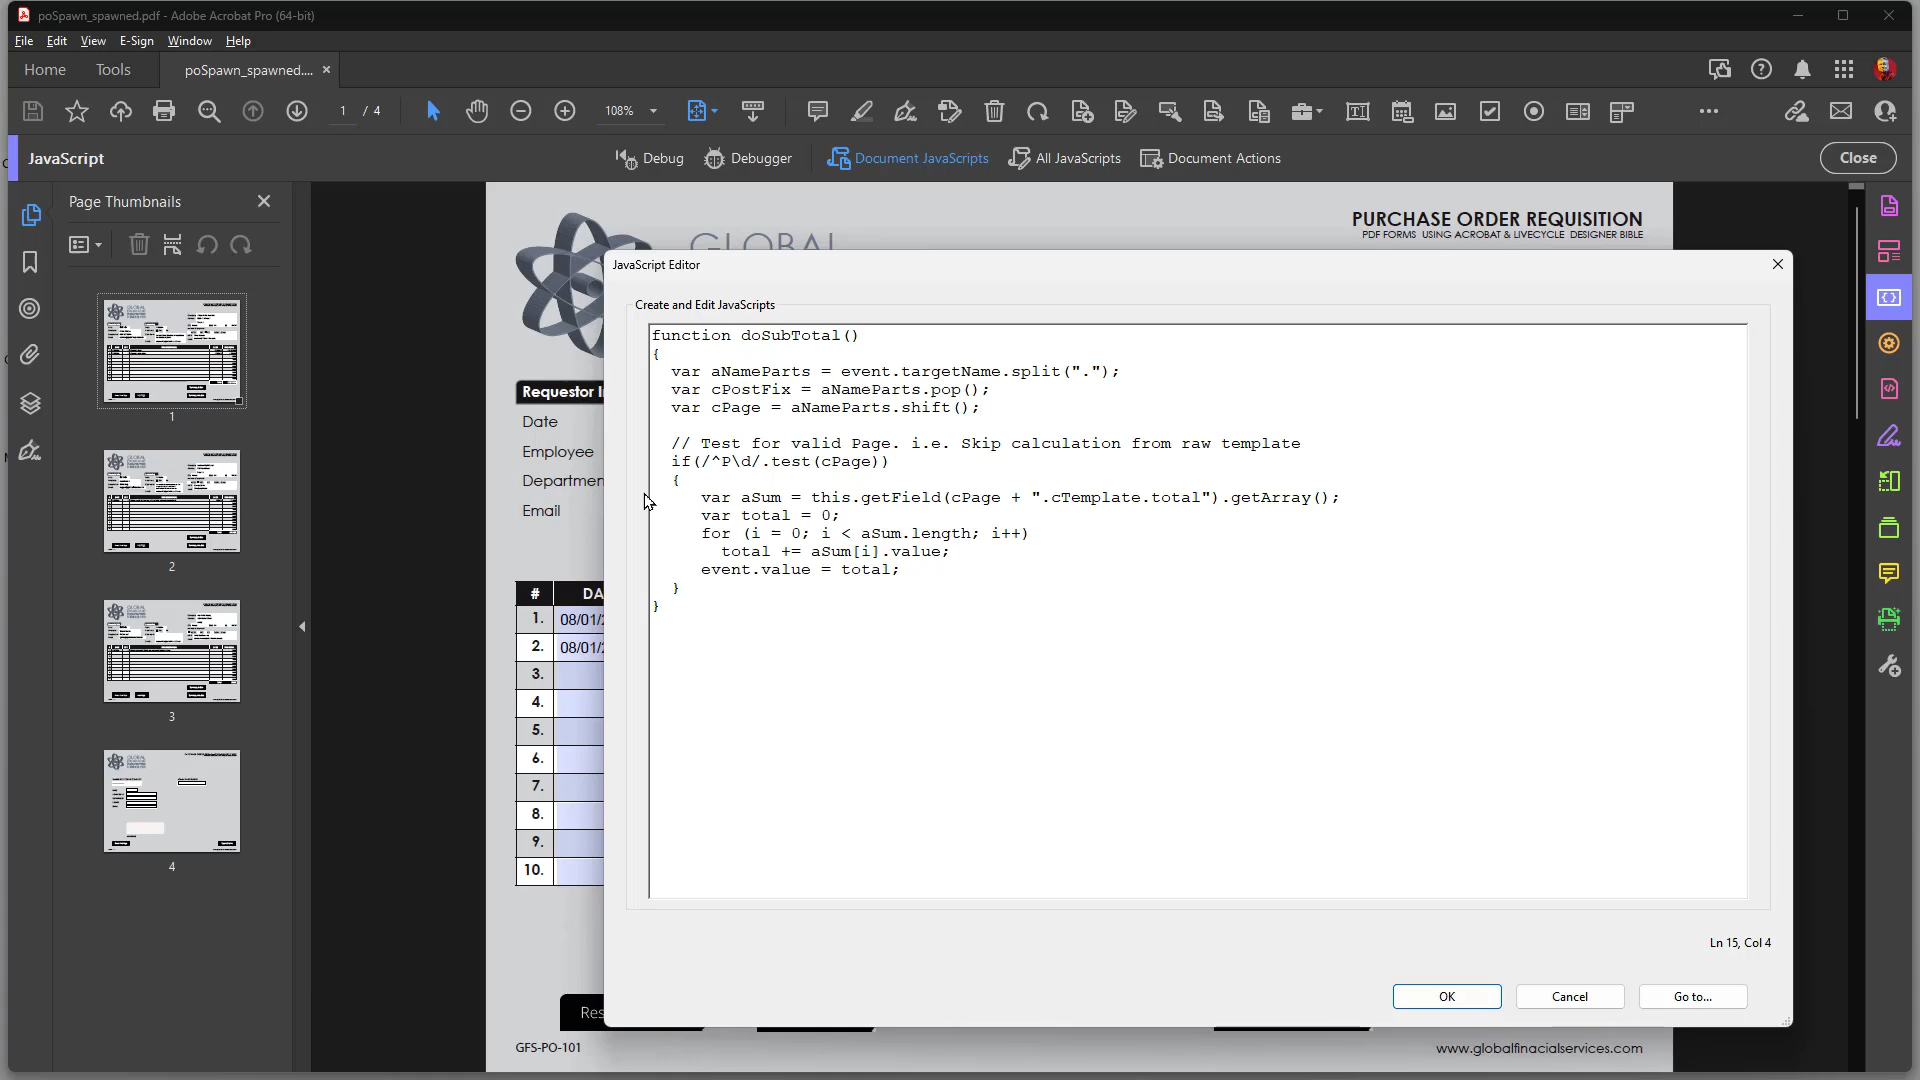 poSpawn_spawned.pdf - Adobe Acrobat Pro (64-bit)
File Edit View E-Sign Window Help
Home Tools poSpawn_spawned.... ×
1 / 4 108%
JavaScript Debug Debugger Document JavaScripts All JavaScripts Document Actions Close
Page Thumbnails
1
2
3
4
PURCHASE ORDER REQUISITION
PDF FORMS USING ACROBAT & LIVECYCLE DESIGNER BIBLE
GLOBAL
Date
Employee
Email
#
1. 08/01/
2. 08/01/
3.
4.
5.
6.
7.
8.
9.
10.
GFS-PO-101
www.globalfinacialservices.com
JavaScript Editor
Create and Edit JavaScripts
function doSubTotal()
{
var aNameParts = event.targetName.split(".");
var cPostFix = aNameParts.pop();
var cPage = aNameParts.shift();
// Test for valid Page. i.e. Skip calculation from raw template
if(/^P\d/.test(cPage))
{
var aSum = this.getField(cPage + ".cTemplate.total").getArray();
var total = 0;
for (i = 0; i < aSum.length; i++)
total += aSum[i].value;
event.value = total;
}
}
Ln 15, Col 4
OK Cancel Go to...